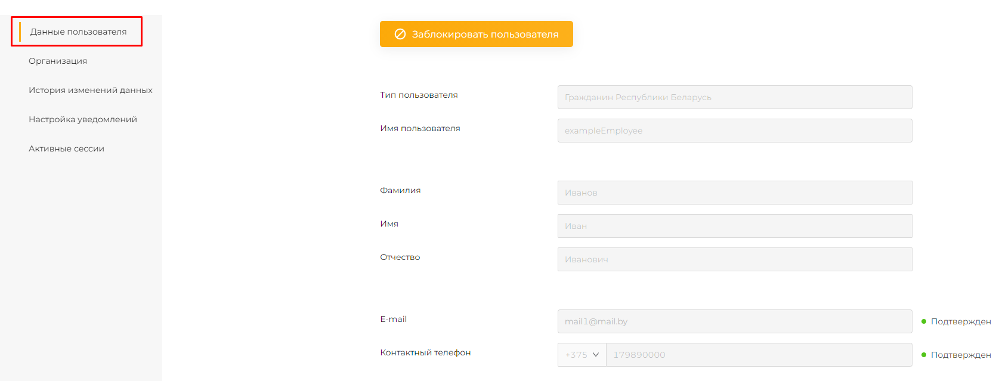 Данные пользователя
Организация
История изменений данных
Настройка уведомлений
Активные сессии
Заблокировать пользователя
Тип пользователя
Гражданин Республики Беларусь
Имя пользователя
exampleEmployee
Фамилия
Иванов
Имя
Иван
Отчество
Иванович
E-mail
mail1@mail.by
Подтвержден
Контактный телефон
+375
179890000
Подтвержден